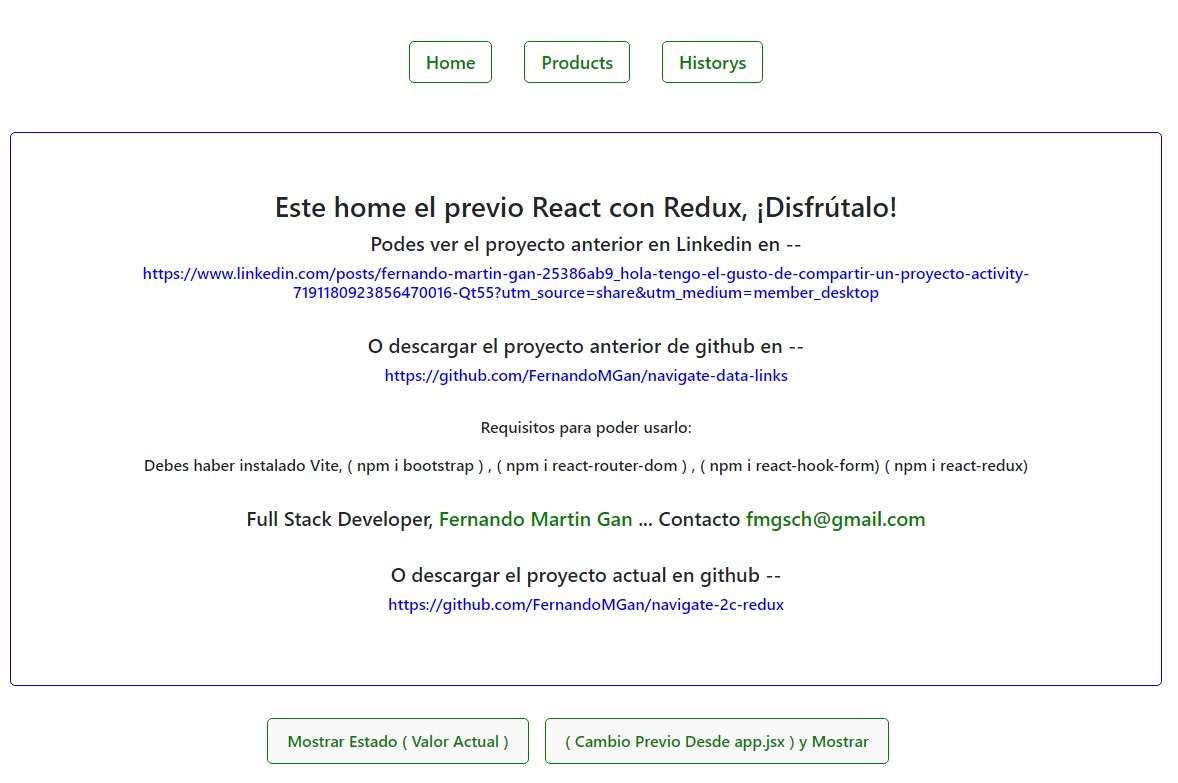 Home Products Historys
Este home el previo React con Redux, ¡Disfrútalo!
Podes ver el proyecto anterior en Linkedin en --
https://www.linkedin.com/posts/fernando-martin-gan-25386ab9_hola-tengo-el-gusto-de-compartir-un-proyecto-activity-
7191180923856470016-Qt55?utm_source=share&utm_medium=member_desktop
O descargar el proyecto anterior de github en --
https://github.com/FernandoMGan/navigate-data-links
Requisitos para poder usarlo:
Debes haber instalado Vite, ( npm i bootstrap ) , ( npm i react-router-dom ) , ( npm i react-hook-form) ( npm i react-redux)
Full Stack Developer, Fernando Martin Gan ... Contacto fmgsch@gmail.com
O descargar el proyecto actual en github --
https://github.com/FernandoMGan/navigate-2c-redux
Mostrar Estado ( Valor Actual ) ( Cambio Previo Desde app.jsx ) y Mostrar